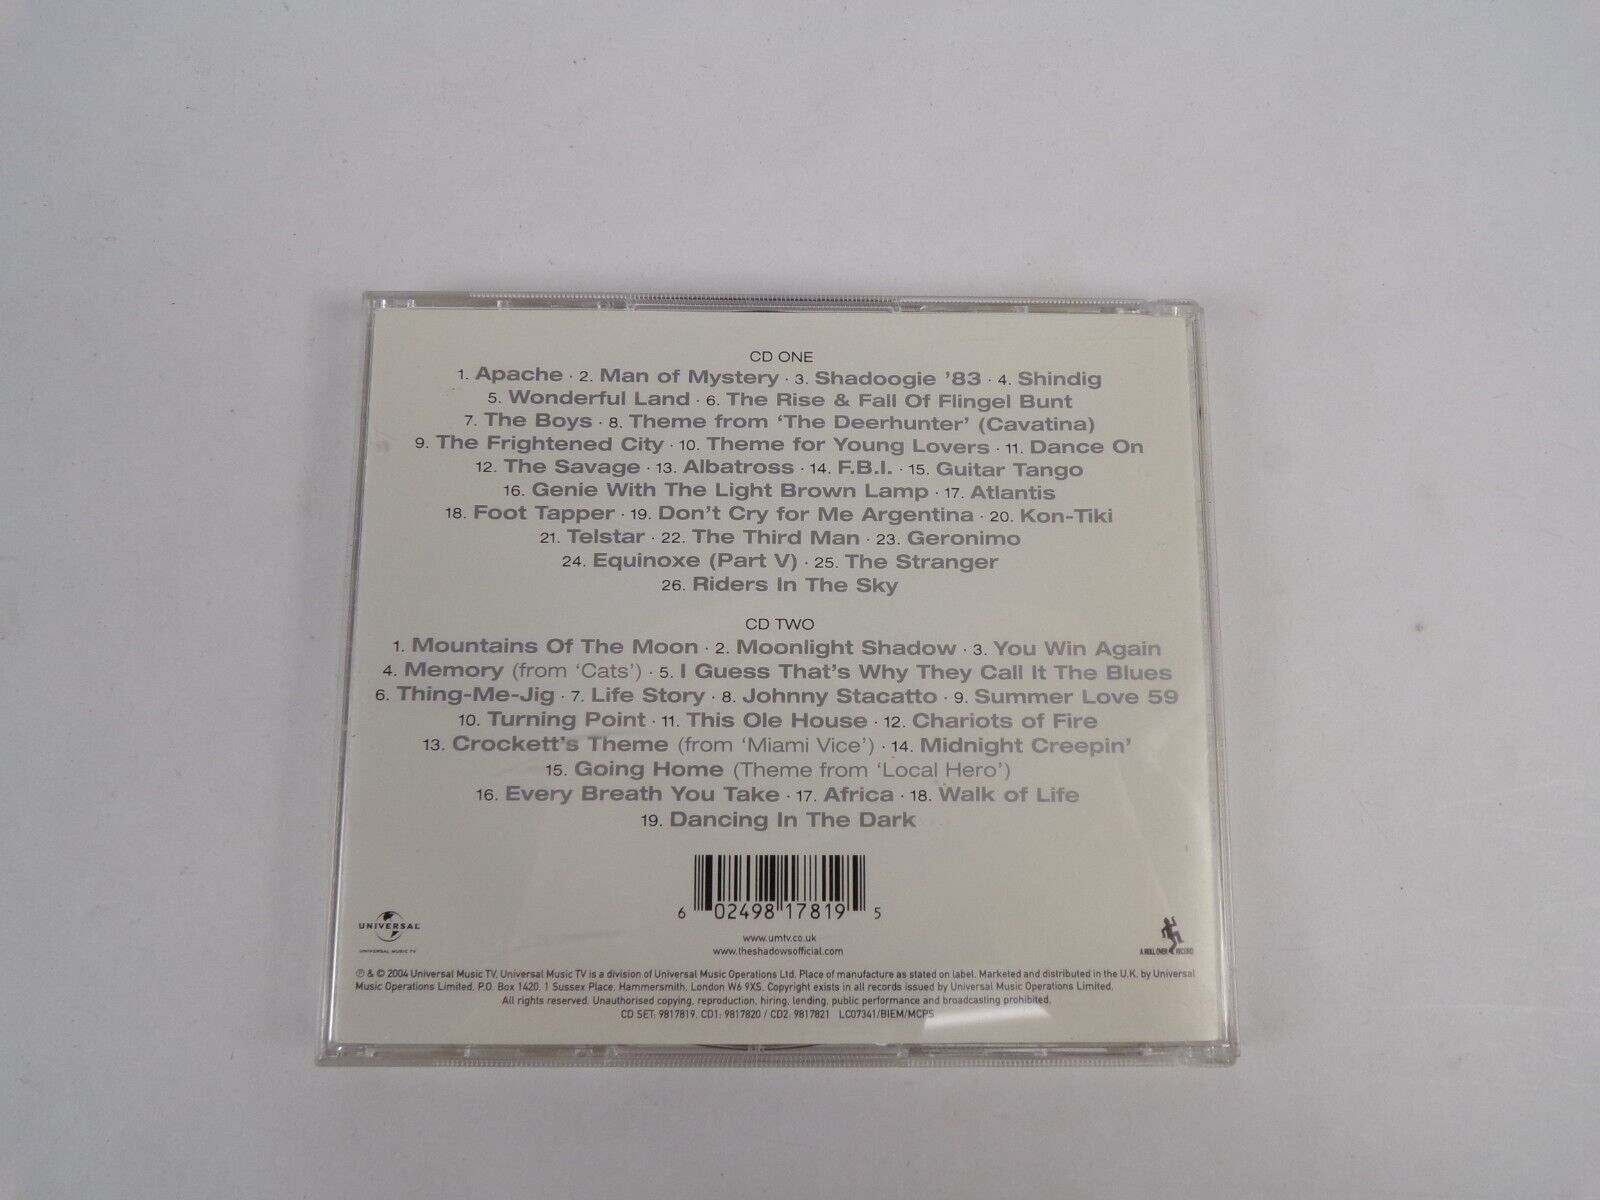 CD ONE
1. Apache · 2. Man of Mystery · 3. Shadoogie '83 · 4. Shindig
5. Wonderful Land · 6. The Rise & Fall Of Flingel Bunt
7. The Boys · 8. Theme from 'The Deerhunter' (Cavatina)
9. The Frightened City · 10. Theme for Young Lovers · 11. Dance On
12. The Savage · 13. Albatross · 14. F.B.I. · 15. Guitar Tango
16. Genie With The Light Brown Lamp · 17. Atlantis
18. Foot Tapper · 19. Don't Cry for Me Argentina · 20. Kon-Tiki
21. Telstar · 22. The Third Man · 23. Geronimo
24. Equinoxe (Part V) · 25. The Stranger
26. Riders In The Sky
CD TWO
1. Mountains Of The Moon · 2. Moonlight Shadow · 3. You Win Again
4. Memory (from 'Cats') · 5. I Guess That's Why They Call It The Blues
6. Thing-Me-Jig · 7. Life Story · 8. Johnny Stacatto · 9. Summer Love 59
10. Turning Point · 11. This Ole House · 12. Chariots of Fire
13. Crockett's Theme (from 'Miami Vice') · 14. Midnight Creepin'
15. Going Home (Theme from 'Local Hero')
16. Every Breath You Take · 17. Africa · 18. Walk of Life
19. Dancing In The Dark
6 02498 17819 5
UNIVERSAL
UNIVERSAL MUSIC TV
www.umtv.co.uk
www.theshadowsofficial.com
A ROLL OVER RECORD
℗ & © 2004 Universal Music TV. Universal Music TV is a division of Universal Music Operations Ltd. Place of manufacture as stated on label. Marketed and distributed in the U.K. by Universal
Music Operations Limited, P.O. Box 1420, 1 Sussex Place, Hammersmith, London W6 9XS. Copyright exists in all records issued by Universal Music Operations Limited.
All rights reserved. Unauthorised copying, reproduction, hiring, lending, public performance and broadcasting prohibited.
CD SET: 9817819, CD1: 9817820 / CD2: 9817821 LC07341/BIEM/MCPS